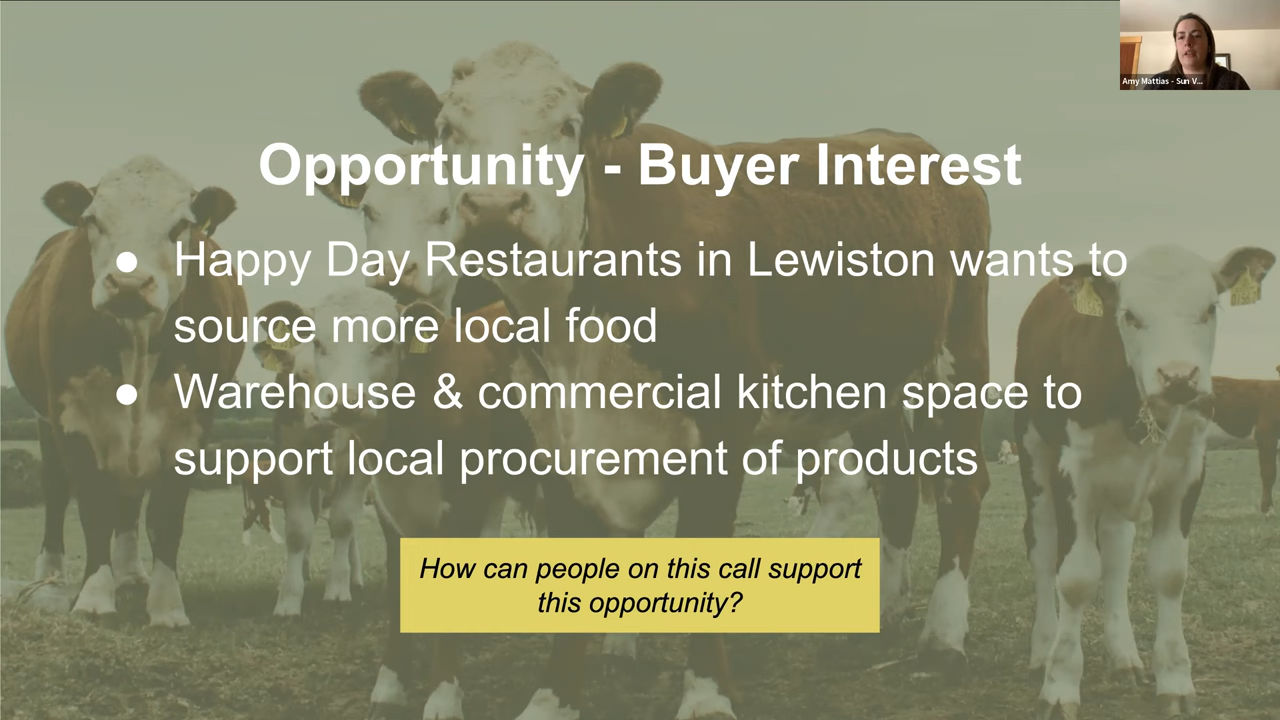 Amy Mattias - Sun V...
Opportunity - Buyer Interest
● Happy Day Restaurants in Lewiston wants to
source more local food
● Warehouse & commercial kitchen space to
support local procurement of products
How can people on this call support
this opportunity?